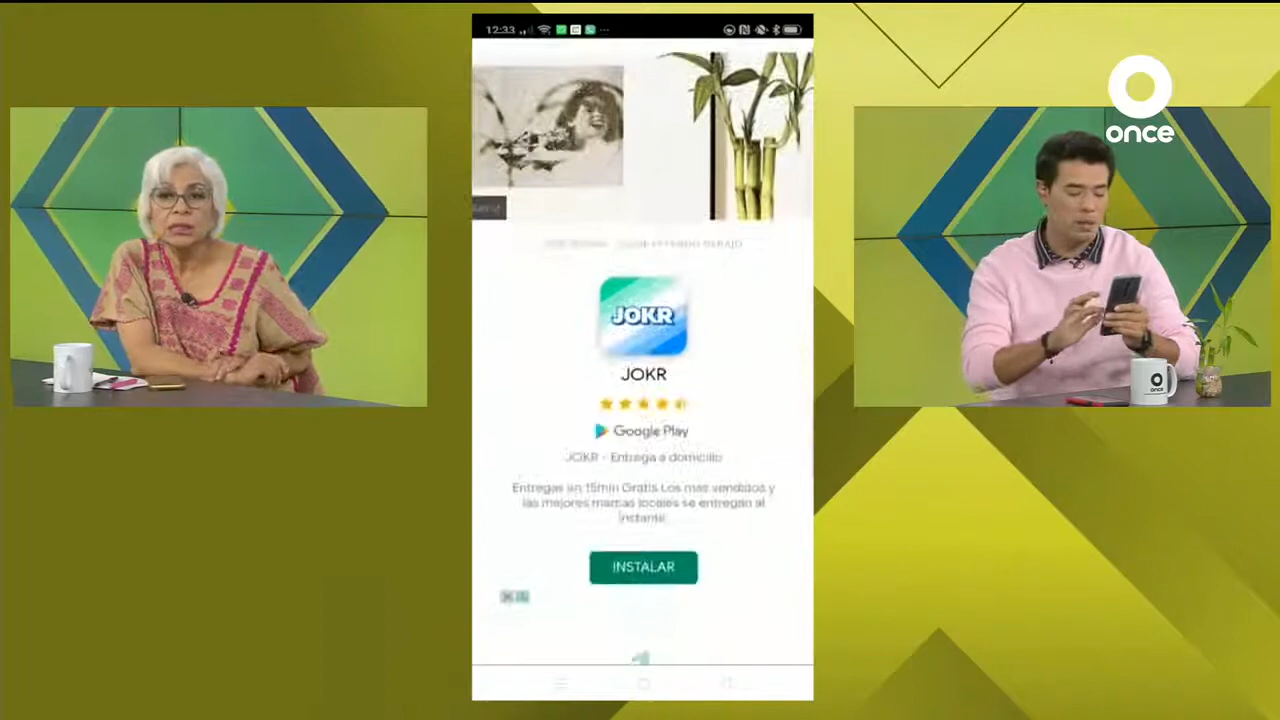 12:33
once
JOKR
JOKR
Google Play
JOKR - Entrega a domicilio
Entregas en 15min Gratis Los mas vendidos y
las mejores marcas locales se entregan al
instante
INSTALAR
once